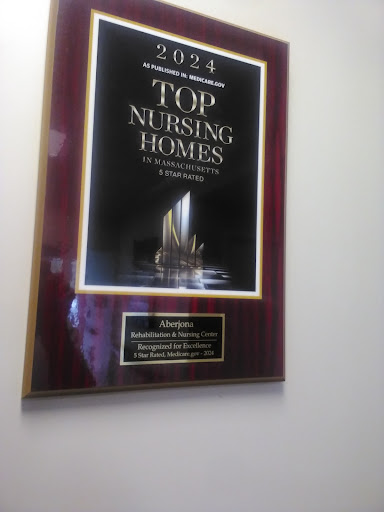 2024
AS PUBLISHED IN: MEDICARE.GOV
TOP
NURSING
HOMES
IN MASSACHUSETTS
5 STAR RATED
Aberjona
Rehabilitation & Nursing Center
Recognized for Excellence
5 Star Rated, Medicare.gov - 2024